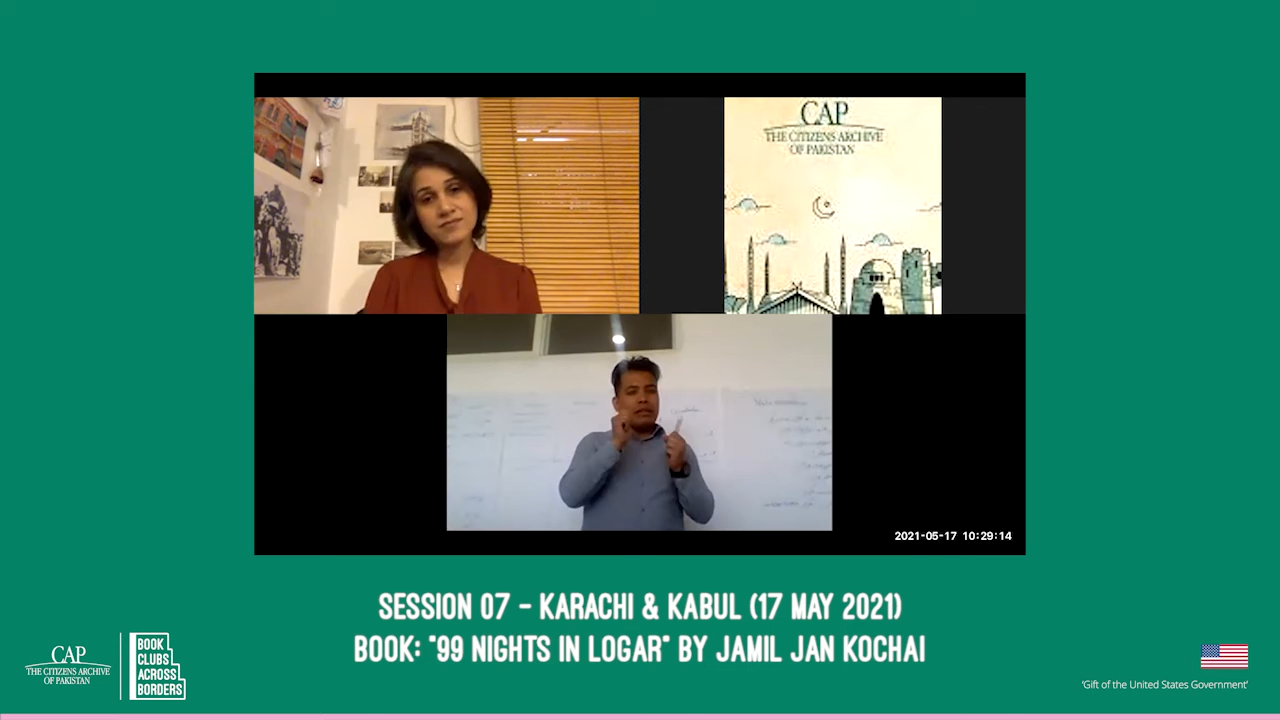 CAP
THE CITIZENS ARCHIVE
OF PAKISTAN
2021-05-17 10:29:14
SESSION 07 - KARACHI & KABUL (17 MAY 2021)
BOOK: "99 NIGHTS IN LOGAR" BY JAMIL JAN KOCHAI
CAP
THE CITIZENS ARCHIVE
OF PAKISTAN
BOOK
CLUBS
ACROSS
BORDERS
'Gift of the United States Government'